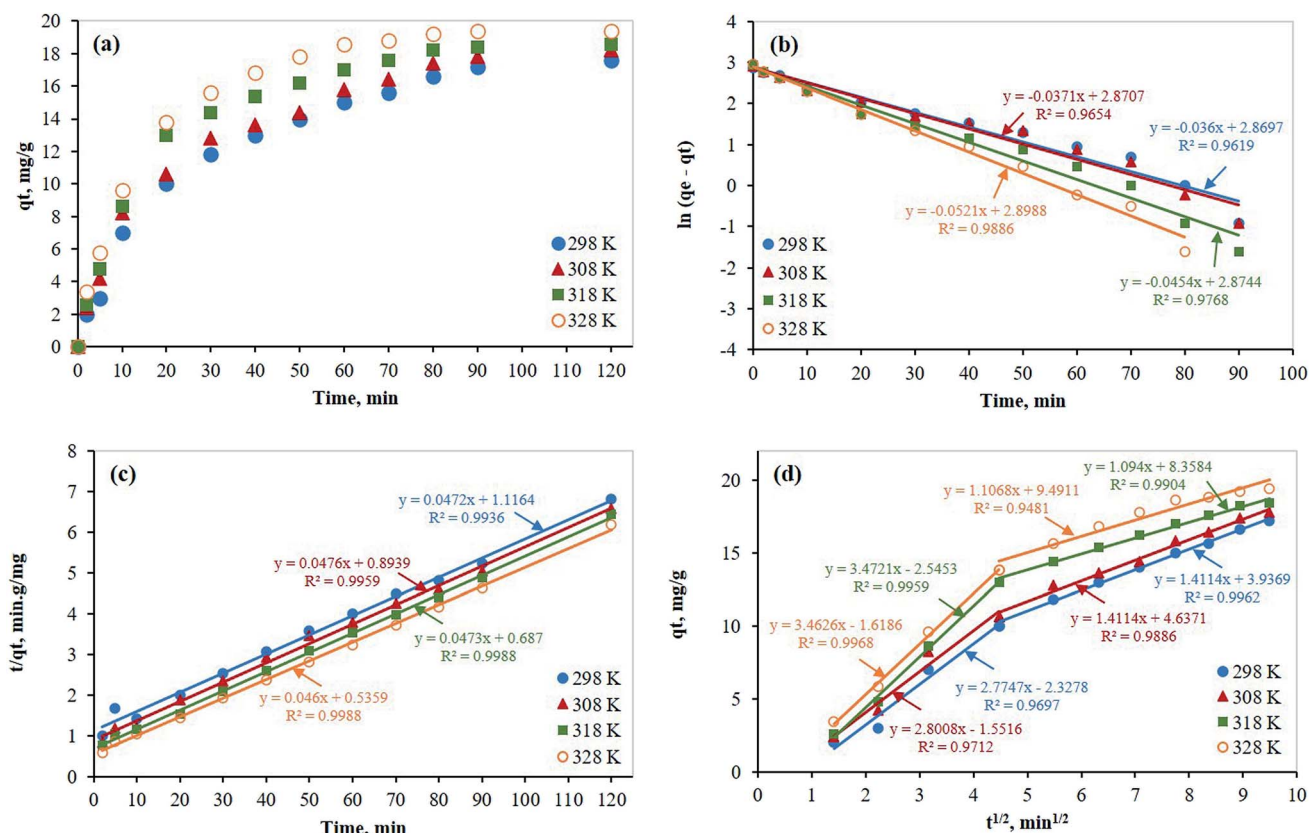 (a)
qt, mg/g
20
18
16
14
12
10
8
6
4
2
0
298 K
308 K
318 K
328 K
0 10 20 30 40 50 60 70 80 90 100 110 120
Time, min
(b)
ln (qe - qt)
4
3
2
1
0
-1
-2
-3
-4
y = -0.0371x + 2.8707
R² = 0.9654
y = -0.036x + 2.8697
R² = 0.9619
y = -0.0521x + 2.8988
R² = 0.9886
y = -0.0454x + 2.8744
R² = 0.9768
298 K
308 K
318 K
328 K
0 10 20 30 40 50 60 70 80 90 100
Time, min
(c)
t/qt, min.g/mg
8
7
6
5
4
3
2
1
0
y = 0.0472x + 1.1164
R² = 0.9936
y = 0.0476x + 0.8939
R² = 0.9959
y = 0.0473x + 0.687
R² = 0.9988
y = 0.046x + 0.5359
R² = 0.9988
298 K
308 K
318 K
328 K
0 10 20 30 40 50 60 70 80 90 100 110 120
Time, min
(d)
qt, mg/g
20
15
10
5
0
y = 1.094x + 8.3584
R² = 0.9904
y = 1.1068x + 9.4911
R² = 0.9481
y = 3.4721x - 2.5453
R² = 0.9959
y = 3.4626x - 1.6186
R² = 0.9968
y = 1.4114x + 3.9369
R² = 0.9962
y = 1.4114x + 4.6371
R² = 0.9886
y = 2.7747x - 2.3278
R² = 0.9697
y = 2.8008x - 1.5516
R² = 0.9712
298 K
308 K
318 K
328 K
0 1 2 3 4 5 6 7 8 9 10
t^1/2, min^1/2